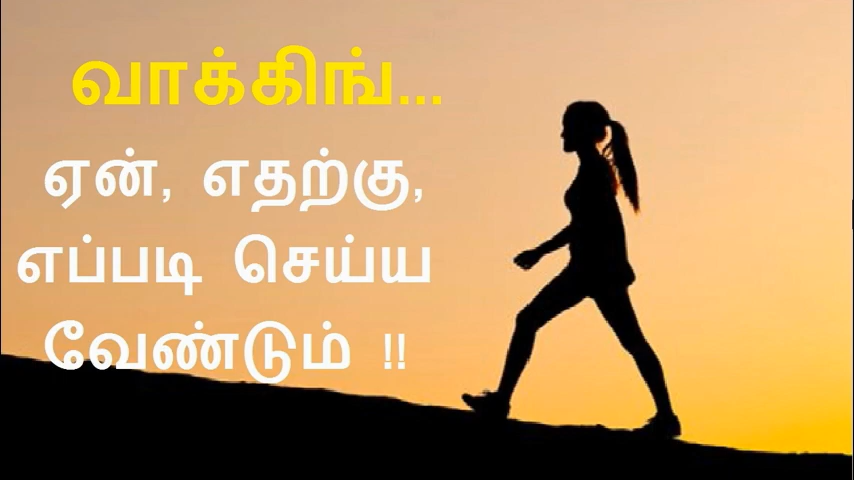 வாக்கிங்...
ஏன், எதற்கு,
எப்படி செய்ய
வேண்டும் !!